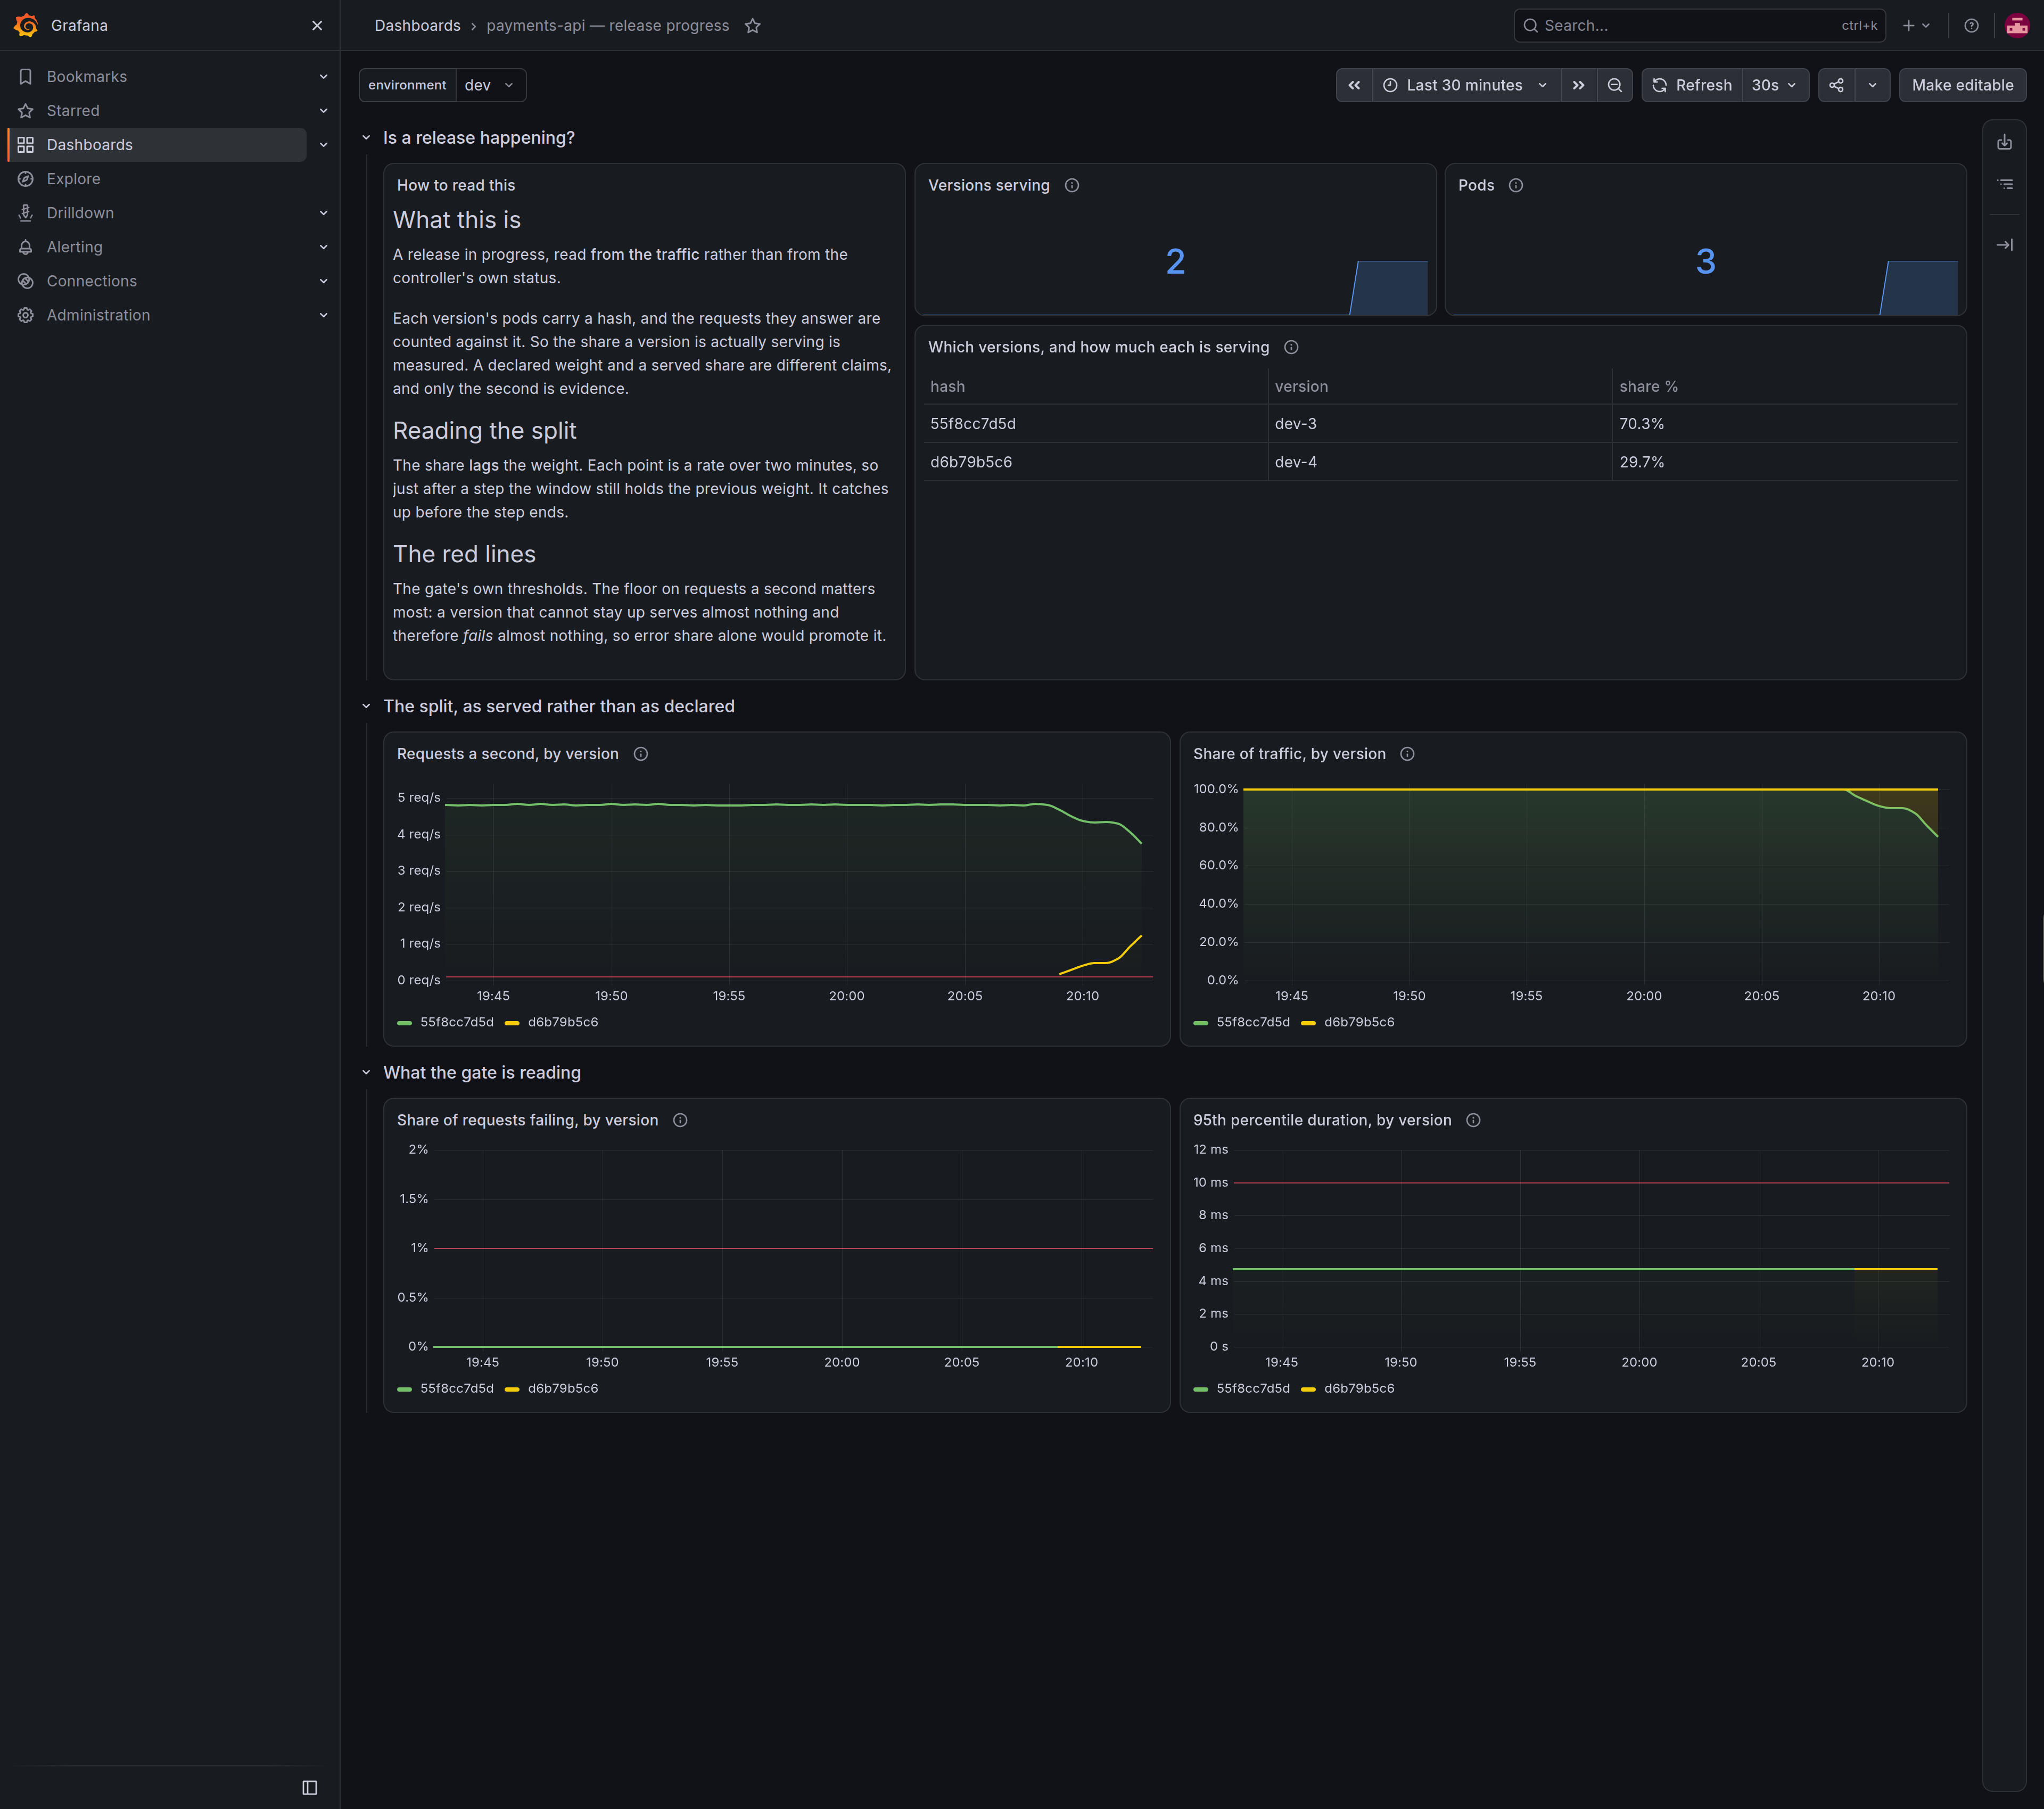 Grafana
Dashboards › payments-api — release progress
Search...
ctrl+k
Bookmarks
Starred
Dashboards
Explore
Drilldown
Alerting
Connections
Administration
environment
dev
Last 30 minutes
Refresh
30s
Make editable
Is a release happening?
How to read this
What this is
A release in progress, read from the traffic rather than from the
controller's own status.
Each version's pods carry a hash, and the requests they answer are
counted against it. So the share a version is actually serving is
measured. A declared weight and a served share are different claims,
and only the second is evidence.
Reading the split
The share lags the weight. Each point is a rate over two minutes, so
just after a step the window still holds the previous weight. It catches
up before the step ends.
The red lines
The gate's own thresholds. The floor on requests a second matters
most: a version that cannot stay up serves almost nothing and
therefore fails almost nothing, so error share alone would promote it.
Versions serving
2
Pods
3
Which versions, and how much each is serving
hash version share %
55f8cc7d5d dev-3 70.3%
d6b79b5c6 dev-4 29.7%
The split, as served rather than as declared
Requests a second, by version
5 req/s
4 req/s
3 req/s
2 req/s
1 req/s
0 req/s
19:45 19:50 19:55 20:00 20:05 20:10
55f8cc7d5d d6b79b5c6
Share of traffic, by version
100.0%
80.0%
60.0%
40.0%
20.0%
0.0%
19:45 19:50 19:55 20:00 20:05 20:10
55f8cc7d5d d6b79b5c6
What the gate is reading
Share of requests failing, by version
2%
1.5%
1%
0.5%
0%
19:45 19:50 19:55 20:00 20:05 20:10
55f8cc7d5d d6b79b5c6
95th percentile duration, by version
12 ms
10 ms
8 ms
6 ms
4 ms
2 ms
0 s
19:45 19:50 19:55 20:00 20:05 20:10
55f8cc7d5d d6b79b5c6